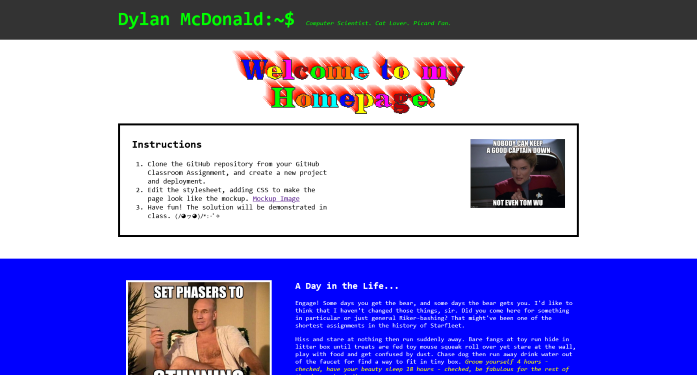 Dylan McDonald:~$ Computer Scientist. Cat Lover. Picard Fan.
Welcome to my
Homepage!
Instructions
1. Clone the GitHub repository from your GitHub
Classroom Assignment, and create a new project
and deployment.
2. Edit the stylesheet, adding CSS to make the
page look like the mockup. Mockup Image
3. Have fun! The solution will be demonstrated in
class.
NOBODY CAN KEEP
A GOOD CAPTAIN DOWN
NOT EVEN TOM WU
SET PHASERS TO
STUNNING
A Day in the Life...
Engage! Some days you get the bear, and some days the bear gets you. I'd like to
think that I haven't changed those things, sir. Did you come here for something
in particular or just general Riker-bashing? That might've been one of the
shortest assignments in the history of Starfleet.
Hiss and stare at nothing then run suddenly away. Bare fangs at toy run hide in
litter box until treats are fed toy mouse squeak roll over yet stare at the wall,
play with food and get confused by dust. Chase dog then run away drink water out
of the faucet for find a way to fit in tiny box. Groom yourself 4 hours -
checked, have your beauty sleep 18 hours - checked, be fabulous for the rest of